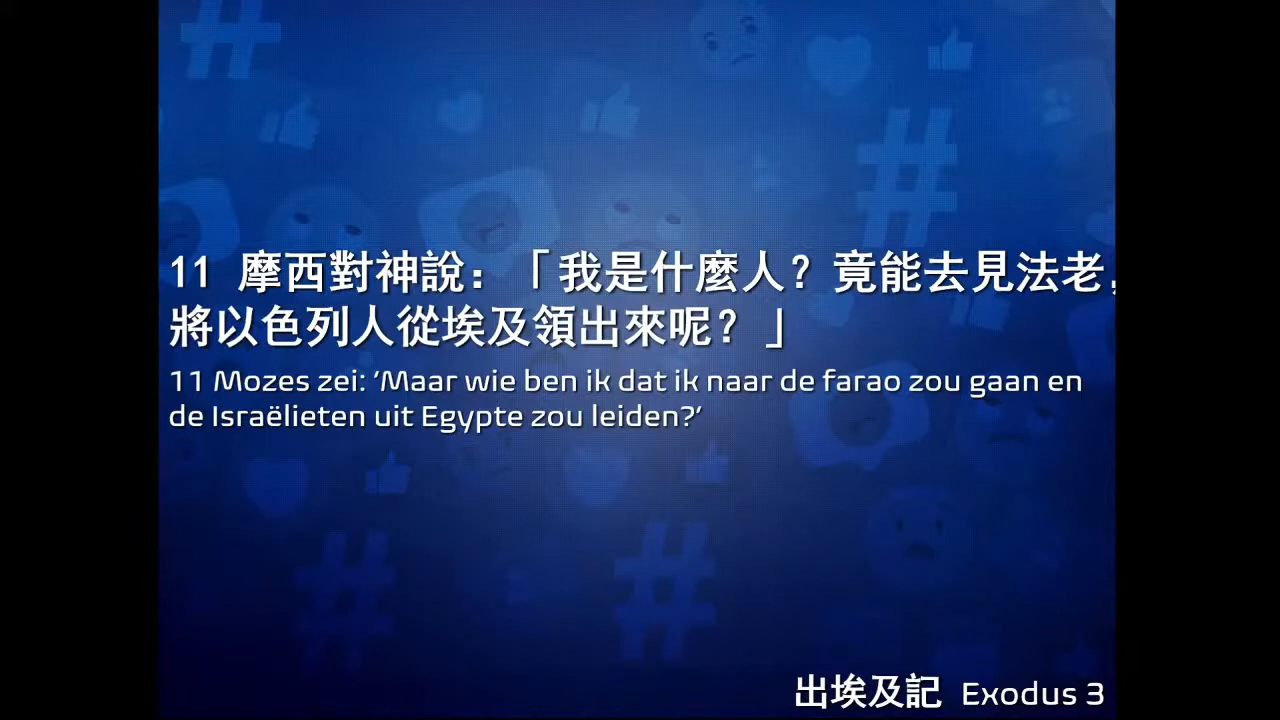 11 摩西對神說：「我是什麼人？竟能去見法老，
將以色列人從埃及領出來呢？」
11 Mozes zei: ‘Maar wie ben ik dat ik naar de farao zou gaan en
de Israëlieten uit Egypte zou leiden?’
出埃及記 Exodus 3